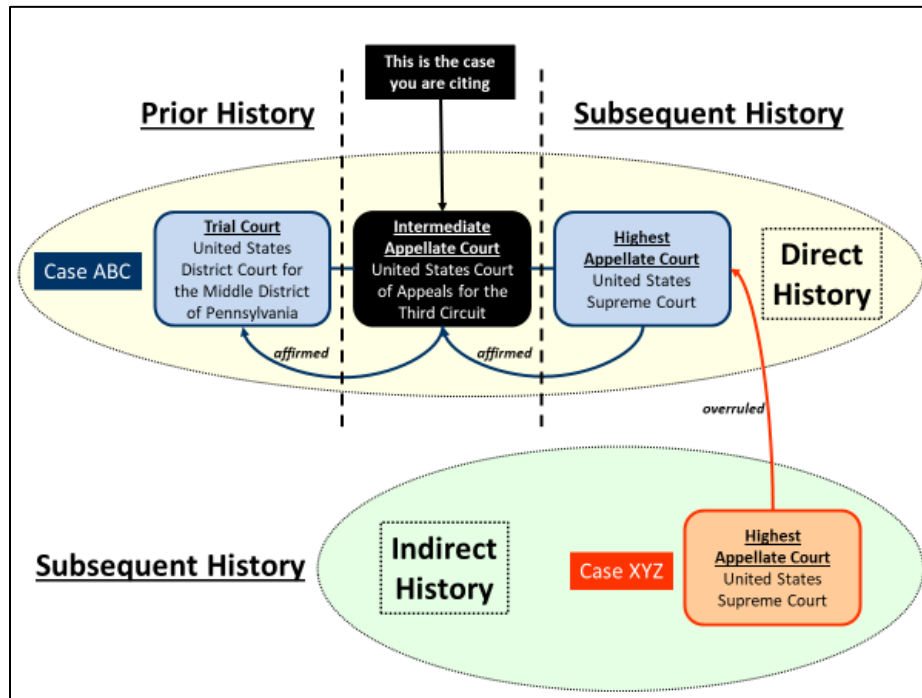 This is the case
you are citing
Prior History
Subsequent History
Trial Court
United States
District Court for
the Middle District
of Pennsylvania
Intermediate
Appellate Court
United States Court
of Appeals for the
Third Circuit
Highest
Appellate Court
United States
Supreme Court
Case ABC
Direct
History
affirmed
affirmed
overruled
Subsequent History
Indirect
History
Case XYZ
Highest
Appellate Court
United States
Supreme Court